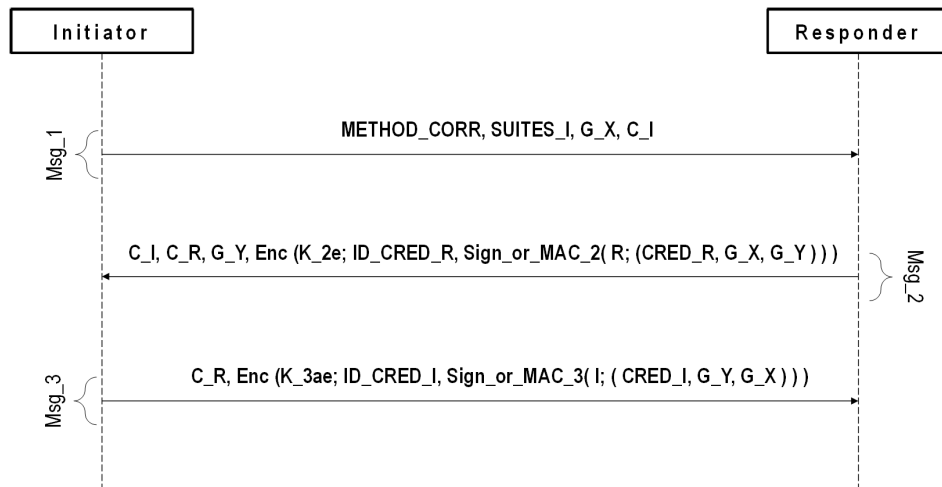 Initiator
Responder
Msg_1
METHOD_CORR, SUITES_I, G_X, C_I
C_I, C_R, G_Y, Enc (K_2e; ID_CRED_R, Sign_or_MAC_2( R; (CRED_R, G_X, G_Y ) ) )
Msg_2
Msg_3
C_R, Enc (K_3ae; ID_CRED_I, Sign_or_MAC_3( I; ( CRED_I, G_Y, G_X ) ) )